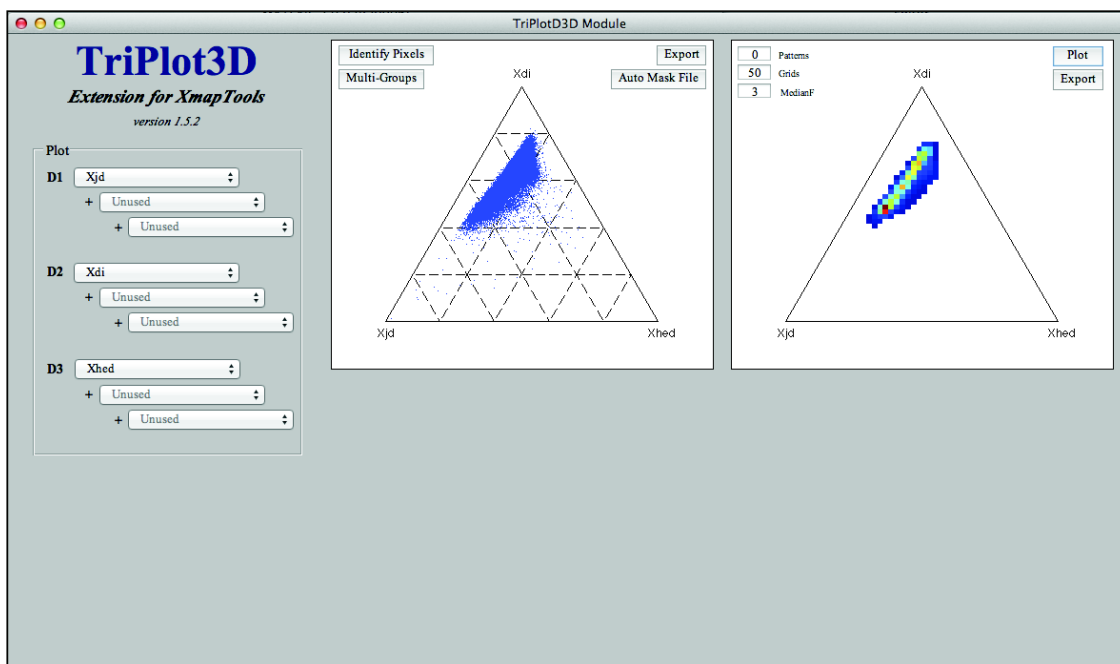 TriPlotD3D Module
TriPlot3D
Extension for XmapTools
version 1.5.2
Plot
D1 Xjd
+ Unused
+ Unused
D2 Xdi
+ Unused
+ Unused
D3 Xhed
+ Unused
+ Unused
Identify Pixels
Export
Multi-Groups
Auto Mask File
Xdi
Xjd
Xhed
0 Patterns
50 Grids
3 MedianF
Plot
Export
Xdi
Xjd
Xhed